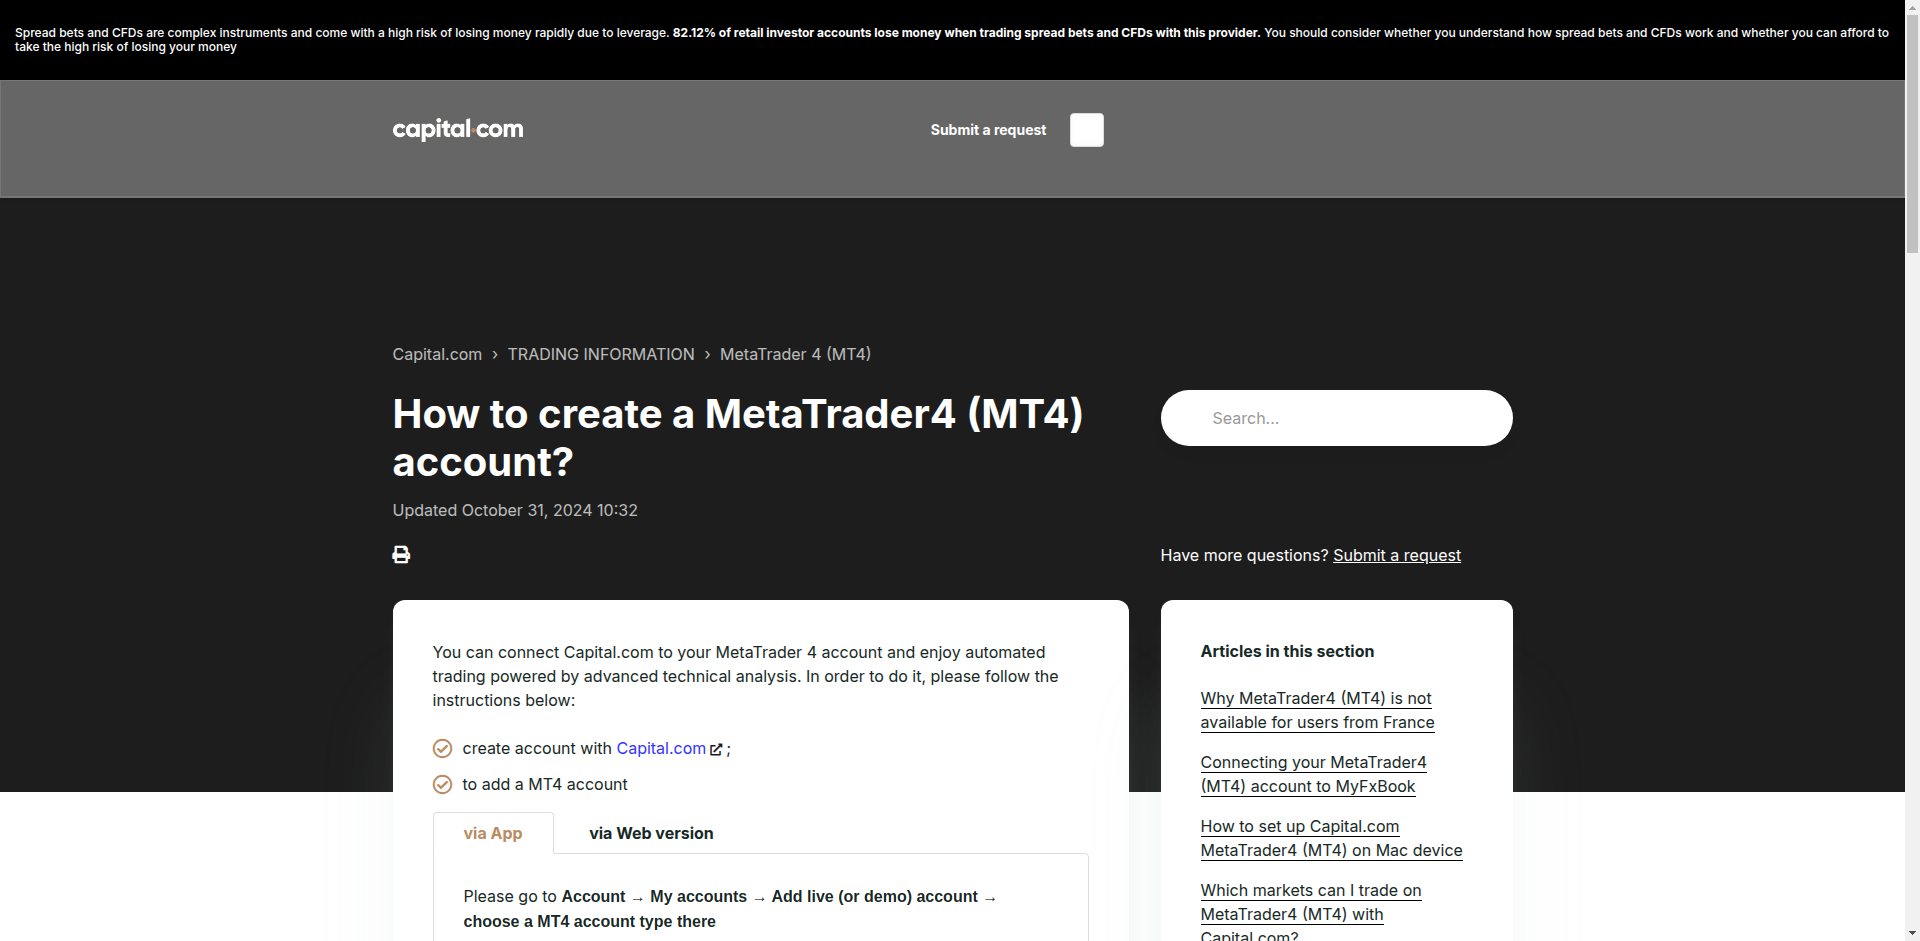 Spread bets and CFDs are complex instruments and come with a high risk of losing money rapidly due to leverage. 82.12% of retail investor accounts lose money when trading spread bets and CFDs with this provider. You should consider whether you understand how spread bets and CFDs work and whether you can afford to
take the high risk of losing your money
capital.com
Submit a request
Capital.com › TRADING INFORMATION › MetaTrader 4 (MT4)
How to create a MetaTrader4 (MT4)
account?
Search...
Updated October 31, 2024 10:32
Have more questions? Submit a request
You can connect Capital.com to your MetaTrader 4 account and enjoy automated
trading powered by advanced technical analysis. In order to do it, please follow the
instructions below:
create account with Capital.com ;
to add a MT4 account
via App
via Web version
Please go to Account → My accounts → Add live (or demo) account →
choose a MT4 account type there
Articles in this section
Why MetaTrader4 (MT4) is not
available for users from France
Connecting your MetaTrader4
(MT4) account to MyFxBook
How to set up Capital.com
MetaTrader4 (MT4) on Mac device
Which markets can I trade on
MetaTrader4 (MT4) with
Capital.com?